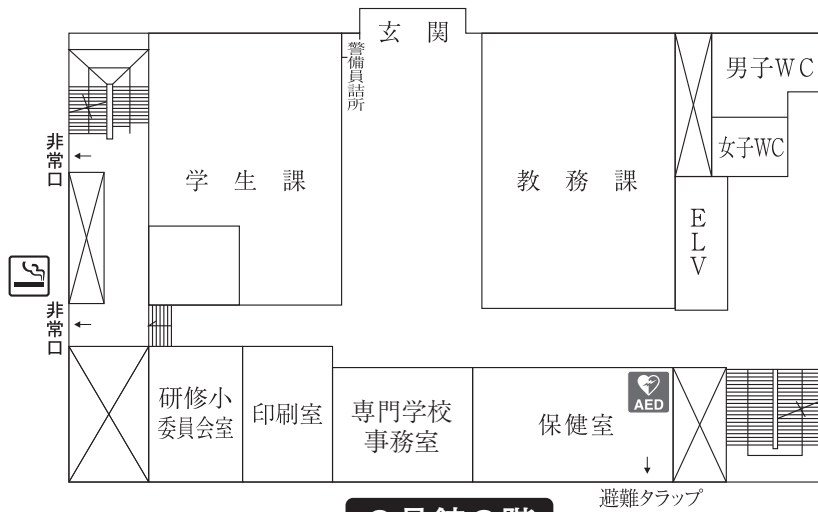 玄 関
警備員詰所
男子WC
女子WC
非常口
学 生 課
教 務 課
ELV
非常口
研修小
委員会室
印刷室
専門学校
事務室
保健室
AED
避難タラップ